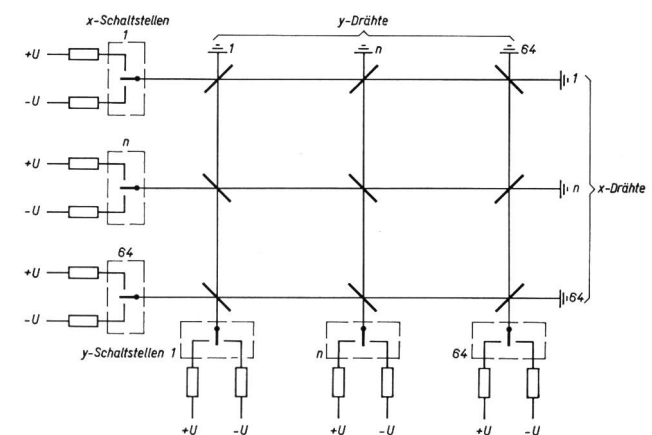 x-Schaltstellen
y-Drähte
1
1 n 64
+U
-U
1
n
+U
-U
n x-Drähte
64
+U
-U
64
y-Schaltstellen 1 n 64
+U -U +U -U +U -U